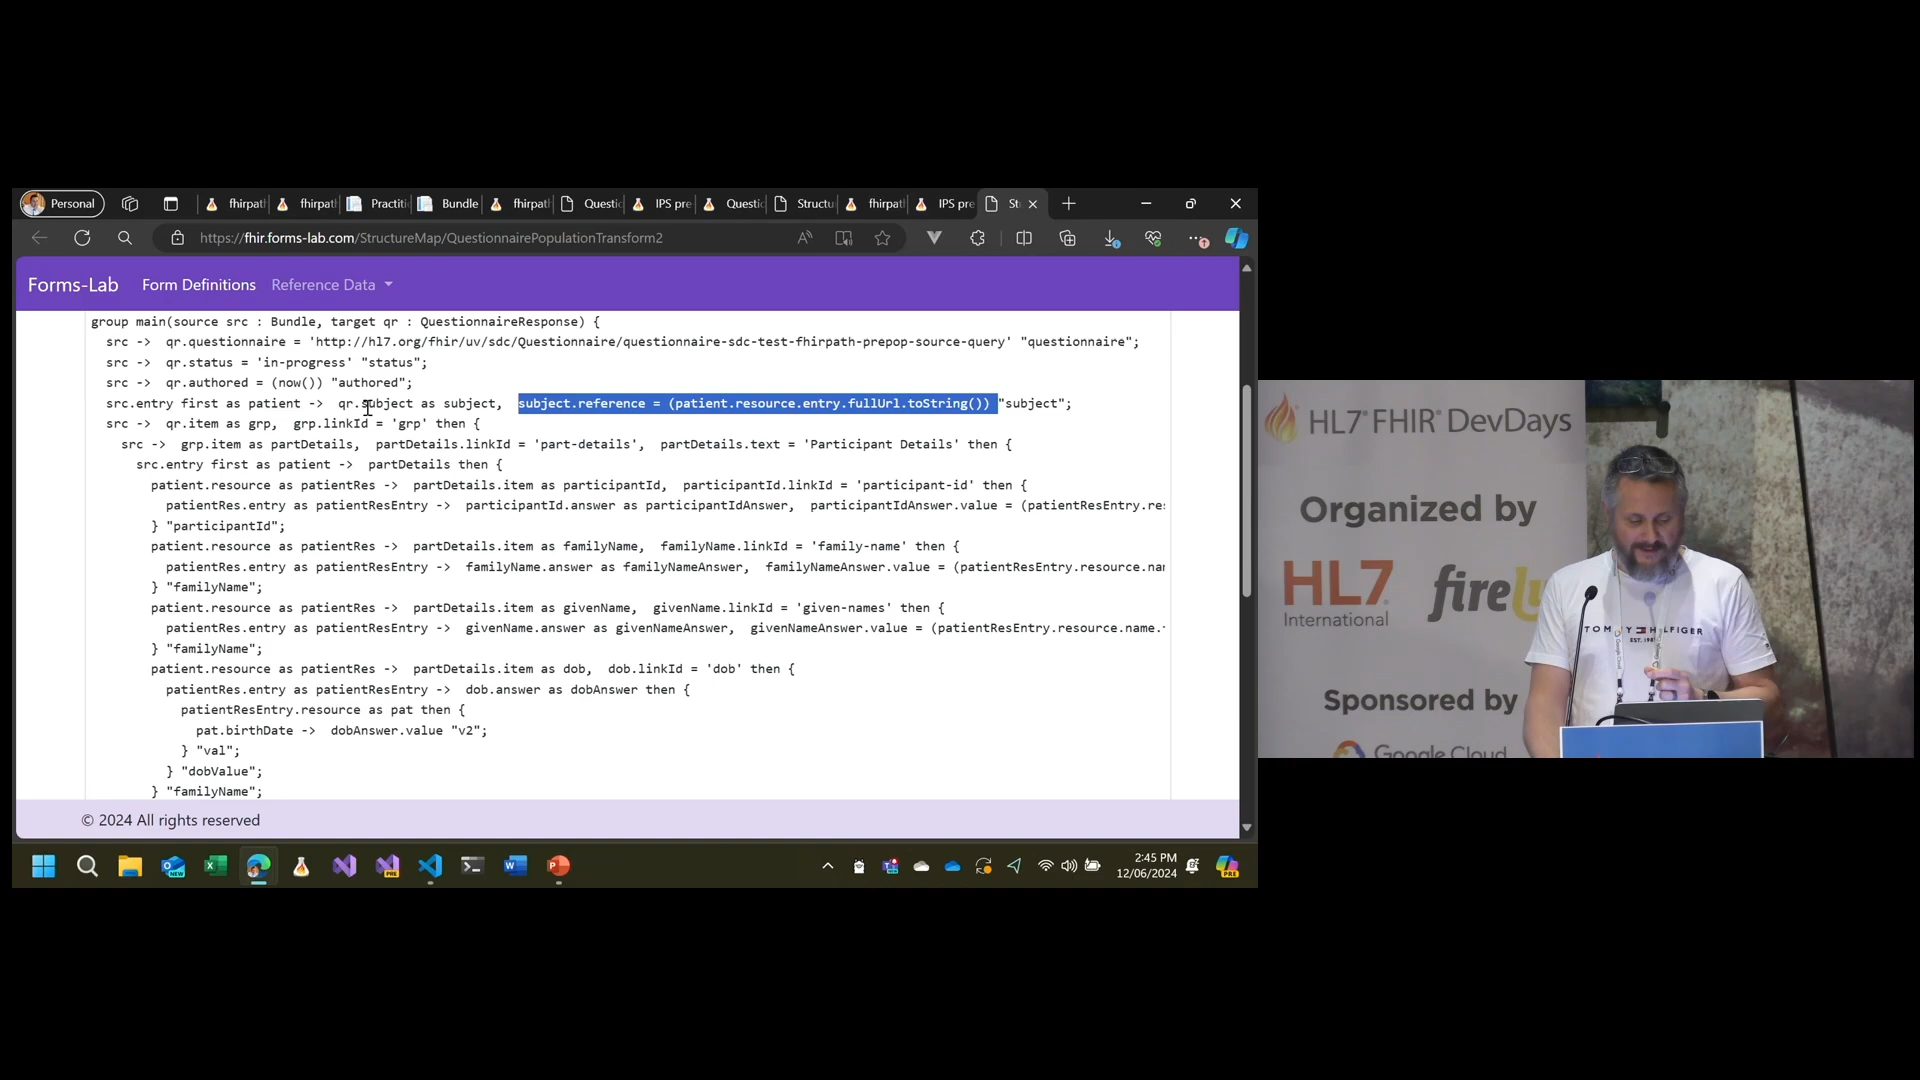 Personal
fhirpat
fhirpat
Practiti
Bundle
fhirpat
Questic
IPS pre
Questic
Structu
fhirpat
IPS pre
St
https://fhir.forms-lab.com/StructureMap/QuestionnairePopulationTransform2
Forms-Lab
Form Definitions
Reference Data
group main(source src : Bundle, target qr : QuestionnaireResponse) {
src -> qr.questionnaire = 'http://hl7.org/fhir/uv/sdc/Questionnaire/questionnaire-sdc-test-fhirpath-prepop-source-query' "questionnaire";
src -> qr.status = 'in-progress' "status";
src -> qr.authored = (now()) "authored";
src.entry first as patient -> qr.subject as subject, subject.reference = (patient.resource.entry.fullUrl.toString()) "subject";
src -> qr.item as grp, grp.linkId = 'grp' then {
src -> grp.item as partDetails, partDetails.linkId = 'part-details', partDetails.text = 'Participant Details' then {
src.entry first as patient -> partDetails then {
patient.resource as patientRes -> partDetails.item as participantId, participantId.linkId = 'participant-id' then {
patientRes.entry as patientResEntry -> participantId.answer as participantIdAnswer, participantIdAnswer.value = (patientResEntry.re
} "participantId";
patient.resource as patientRes -> partDetails.item as familyName, familyName.linkId = 'family-name' then {
patientRes.entry as patientResEntry -> familyName.answer as familyNameAnswer, familyNameAnswer.value = (patientResEntry.resource.na
} "familyName";
patient.resource as patientRes -> partDetails.item as givenName, givenName.linkId = 'given-names' then {
patientRes.entry as patientResEntry -> givenName.answer as givenNameAnswer, givenNameAnswer.value = (patientResEntry.resource.name.
} "familyName";
patient.resource as patientRes -> partDetails.item as dob, dob.linkId = 'dob' then {
patientRes.entry as patientResEntry -> dob.answer as dobAnswer then {
patientResEntry.resource as pat then {
pat.birthDate -> dobAnswer.value "v2";
} "val";
} "dobValue";
} "familyName";
© 2024 All rights reserved
2:45 PM
12/06/2024
HL7 FHIR DevDays
Organized by
HL7
International
firely
Sponsored by
Google Cloud
TOMMY HILFIGER